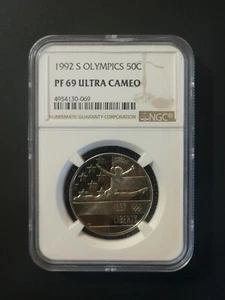 1992 S OLYMPICS 50C
PF 69 ULTRA CAMEO
4954130-069
NUMISMATIC GUARANTY CORPORATION
NGC
LIBERTY